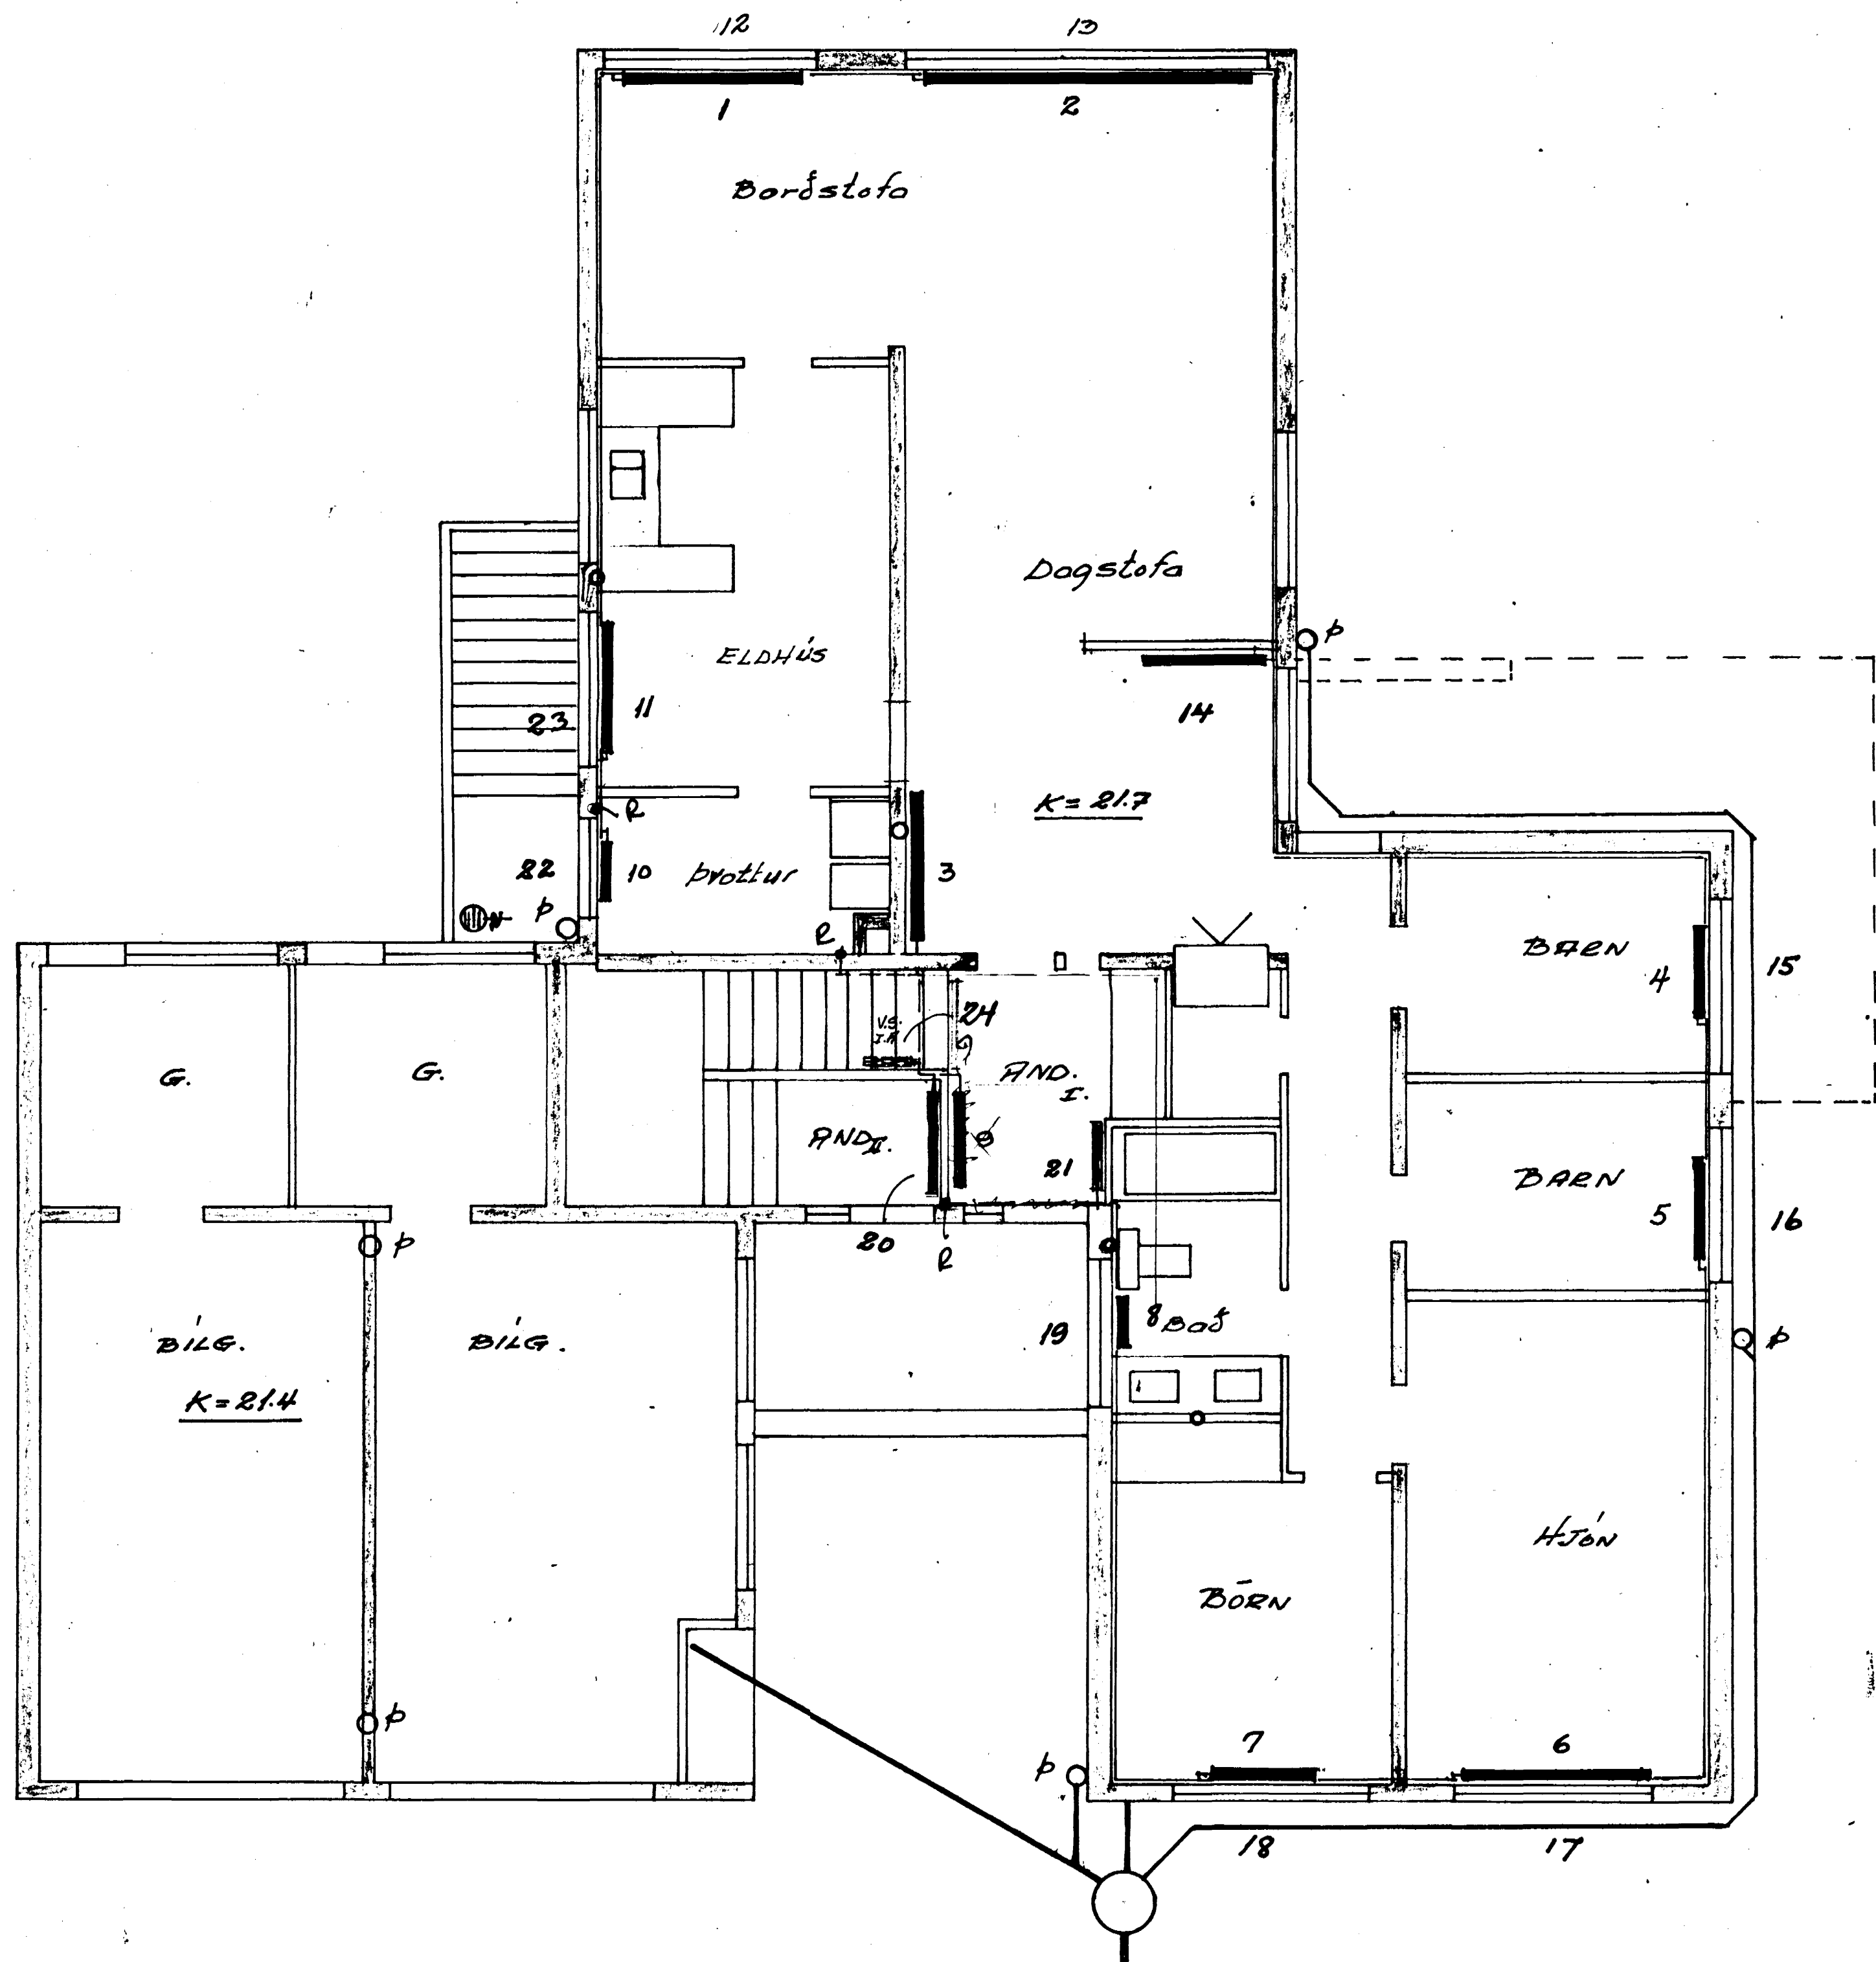 12
13
1
2
Borðstofa
Dagstofa
Þ
ELDHÚS
11
23
14
R
K = 21.7
22
10
Þvottur
3
Þ
N
R
BARN
4
15
24
V.S.
G.
G.
AND.
I.
AND II.
9
21
BARN
5
16
20
R
Þ
8
Bað
19
BÍLG.
BÍLG.
Þ
K = 21.4
HJÓN
BÖRN
Þ
7
6
Þ
18
17